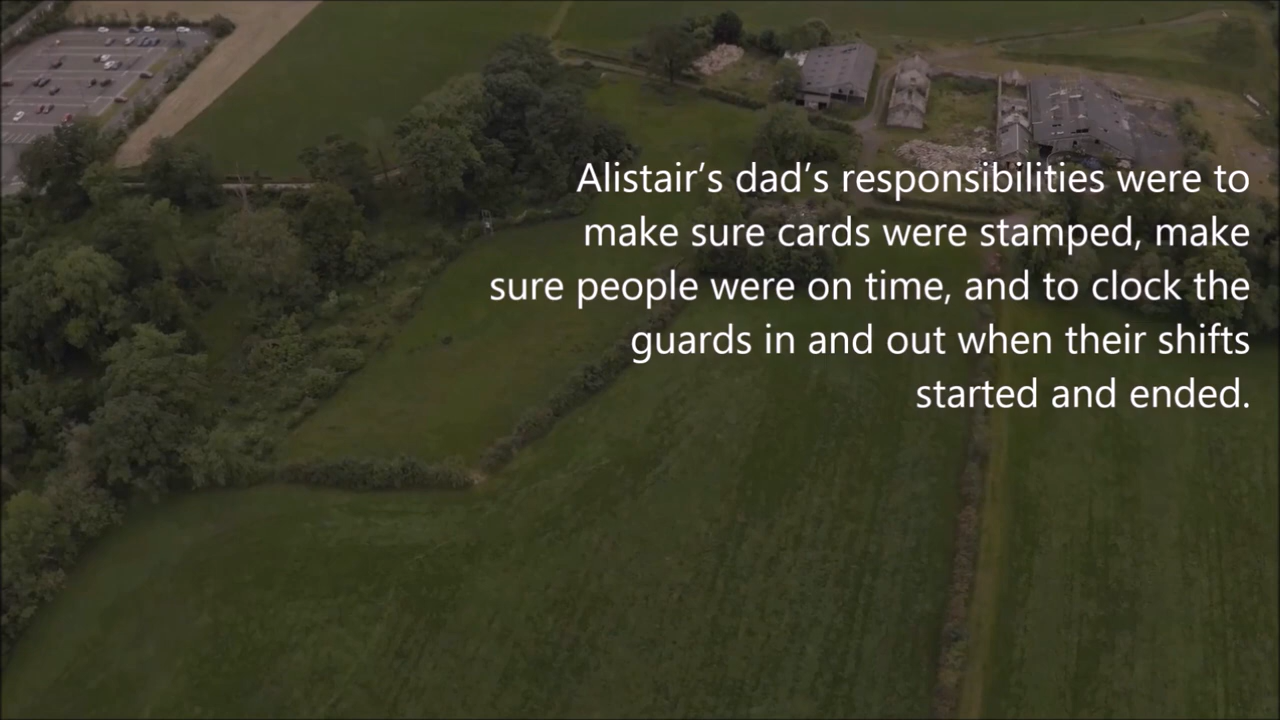 Alistair’s dad’s responsibilities were to
make sure cards were stamped, make
sure people were on time, and to clock the
guards in and out when their shifts
started and ended.